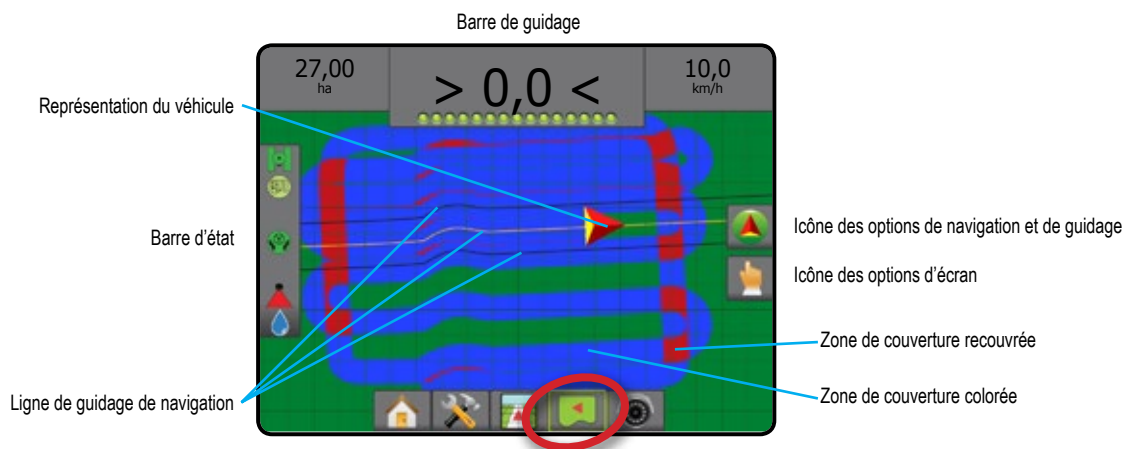 Barre de guidage
27,00
ha
> 0,0 <
10,0
km/h
Représentation du véhicule
Barre d'état
Icône des options de navigation et de guidage
Icône des options d'écran
Zone de couverture recouvrée
Zone de couverture colorée
Ligne de guidage de navigation